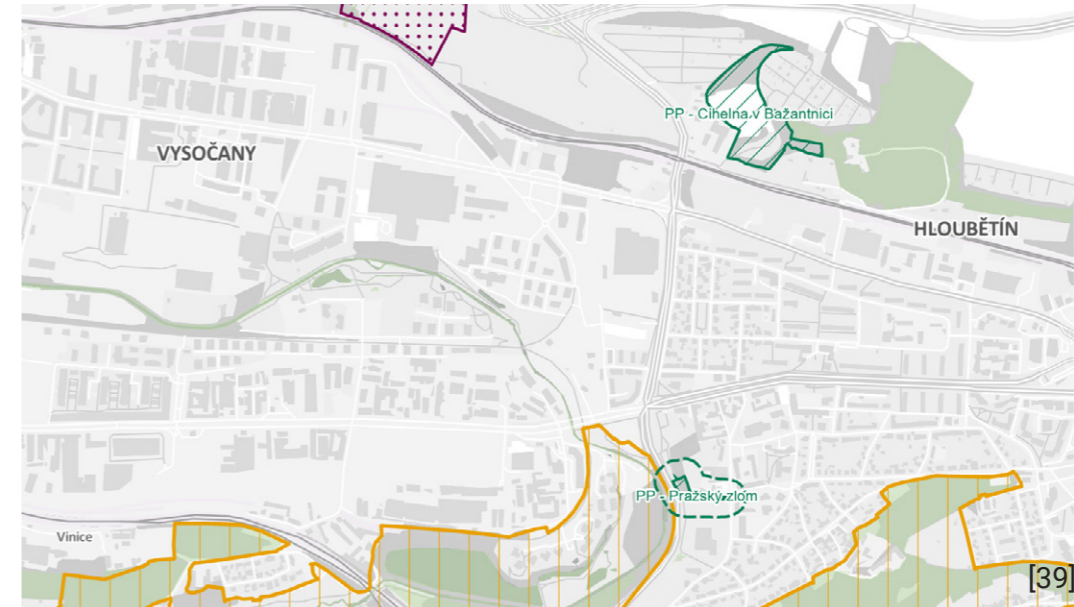 PP - Cihelna v Bažantnici
VYSOČANY
HLOUBĚTÍN
PP - Pražský zlom
Vinice
[39]